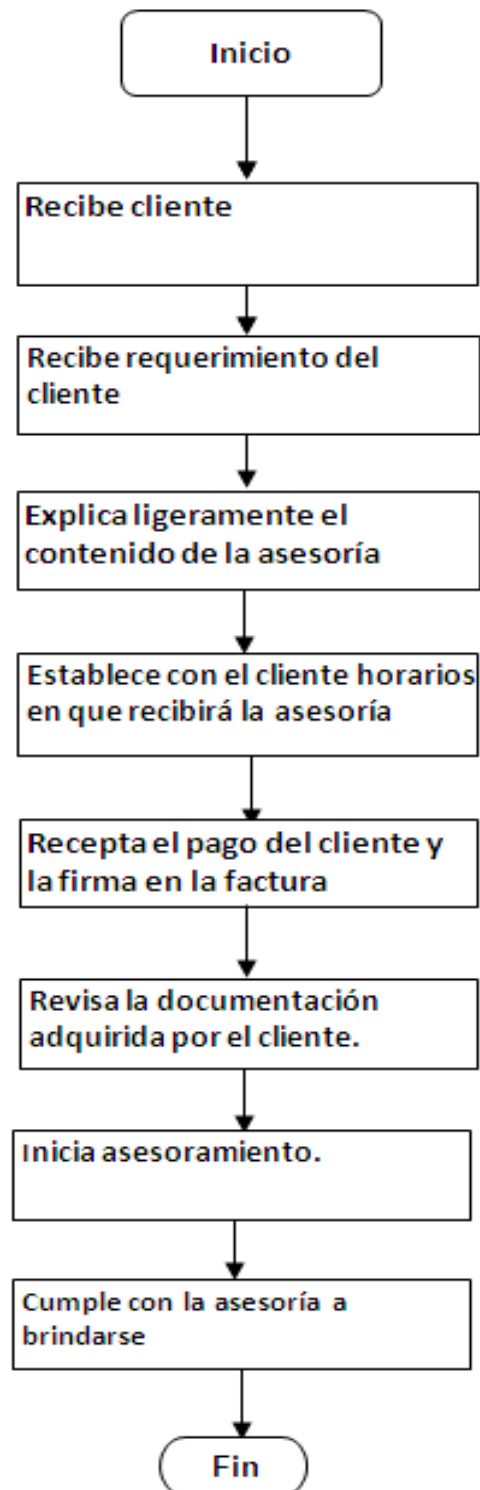 Inicio
Recibe cliente
Recibe requerimiento del
cliente
Explica ligeramente el
contenido de la asesoría
Establece con el cliente horarios
en que recibirá la asesoría
Recepta el pago del cliente y
la firma en la factura
Revisa la documentación
adquirida por el cliente.
Inicia asesoramiento.
Cumple con la asesoría a
brindarse
Fin